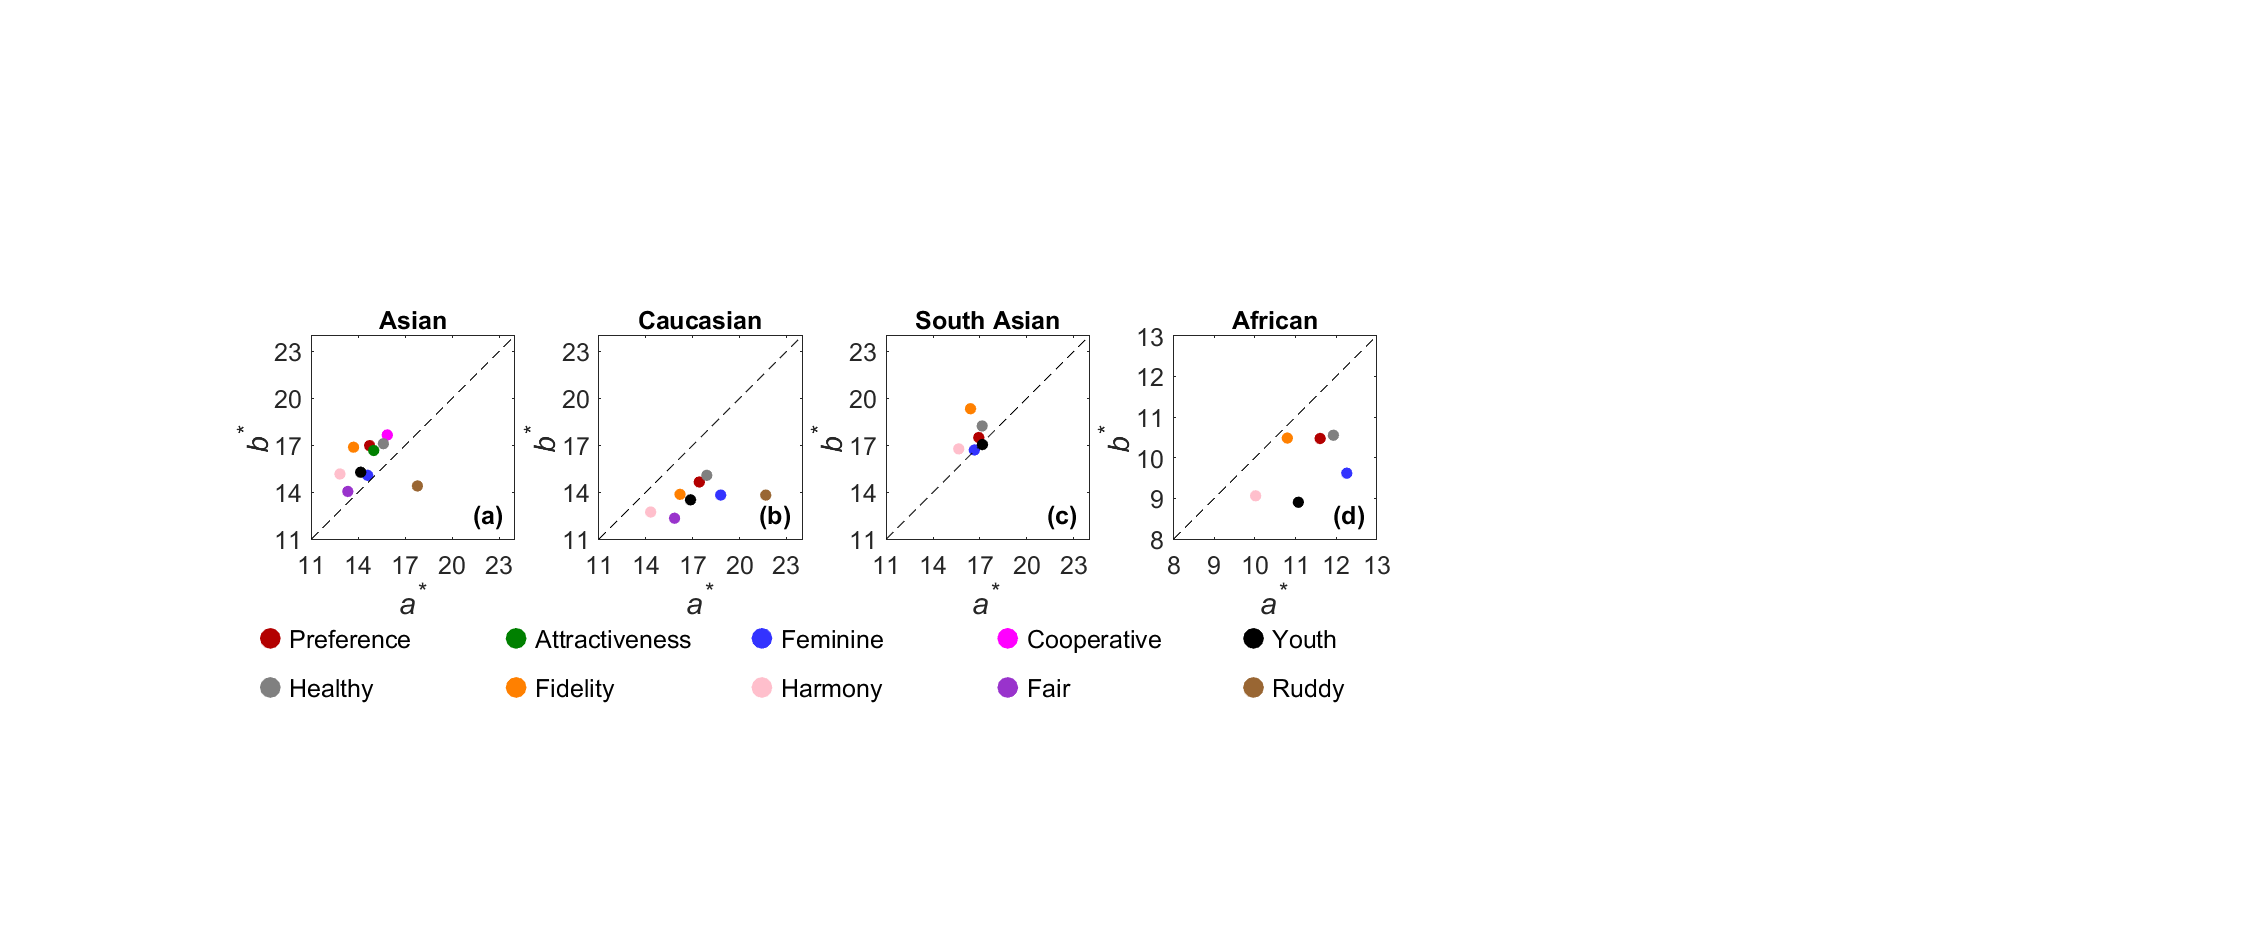 Asian
Caucasian
South Asian
African
23
20
17
14
11
b*
11 14 17 20 23
a*
(a)
23
20
17
14
11
b*
11 14 17 20 23
a*
(b)
23
20
17
14
11
b*
11 14 17 20 23
a*
(c)
13
12
11
10
9
8
b*
8 9 10 11 12 13
a*
(d)
Preference Attractiveness Feminine Cooperative Youth
Healthy Fidelity Harmony Fair Ruddy